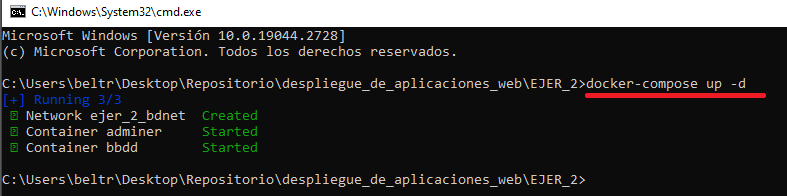 C:\Windows\System32\cmd.exe
Microsoft Windows [Versión 10.0.19044.2728]
(c) Microsoft Corporation. Todos los derechos reservados.
C:\Users\beltr\Desktop\Repositorio\despliegue_de_aplicaciones_web\EJER_2>docker-compose up -d
[+] Running 3/3
Network ejer_2_bdnet Created
Container adminer Started
Container bbdd Started
C:\Users\beltr\Desktop\Repositorio\despliegue_de_aplicaciones_web\EJER_2>